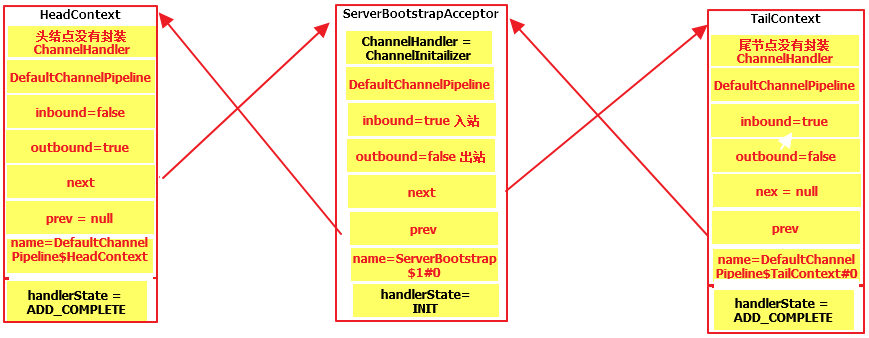 HeadContext
头结点没有封装
ChannelHandler
DefaultChannelPipeline
inbound=false
outbound=true
next
prev = null
name=DefaultChannel
Pipeline$HeadContext
handlerState =
ADD_COMPLETE
ServerBootstrapAcceptor
ChannelHandler =
ChannelInitailizer
DefaultChannelPipeline
inbound=true 入站
outbound=false 出站
next
prev
name=ServerBootstrap
$1#0
handlerState=
INIT
TailContext
尾节点没有封装
ChannelHandler
DefaultChannelPipeline
inbound=true
outbound=false
nex = null
prev
name=DefaultChannel
Pipeline$TailContext#0
handlerState =
ADD_COMPLETE